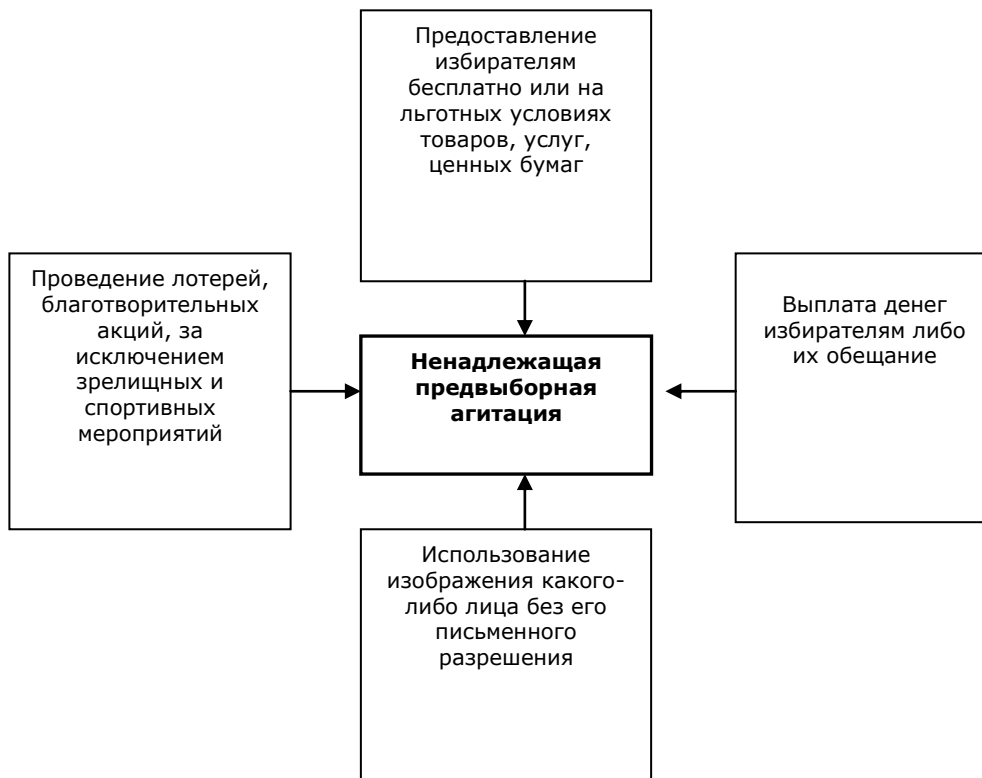 Предоставление
избирателям
бесплатно или на
льготных условиях
товаров, услуг,
ценных бумаг
Проведение лотерей,
благотворительных
акций, за
исключением
зрелищных и
спортивных
мероприятий
Ненадлежащая
предвыборная
агитация
Выплата денег
избирателям либо
их обещание
Использование
изображения какого-
либо лица без его
письменного
разрешения